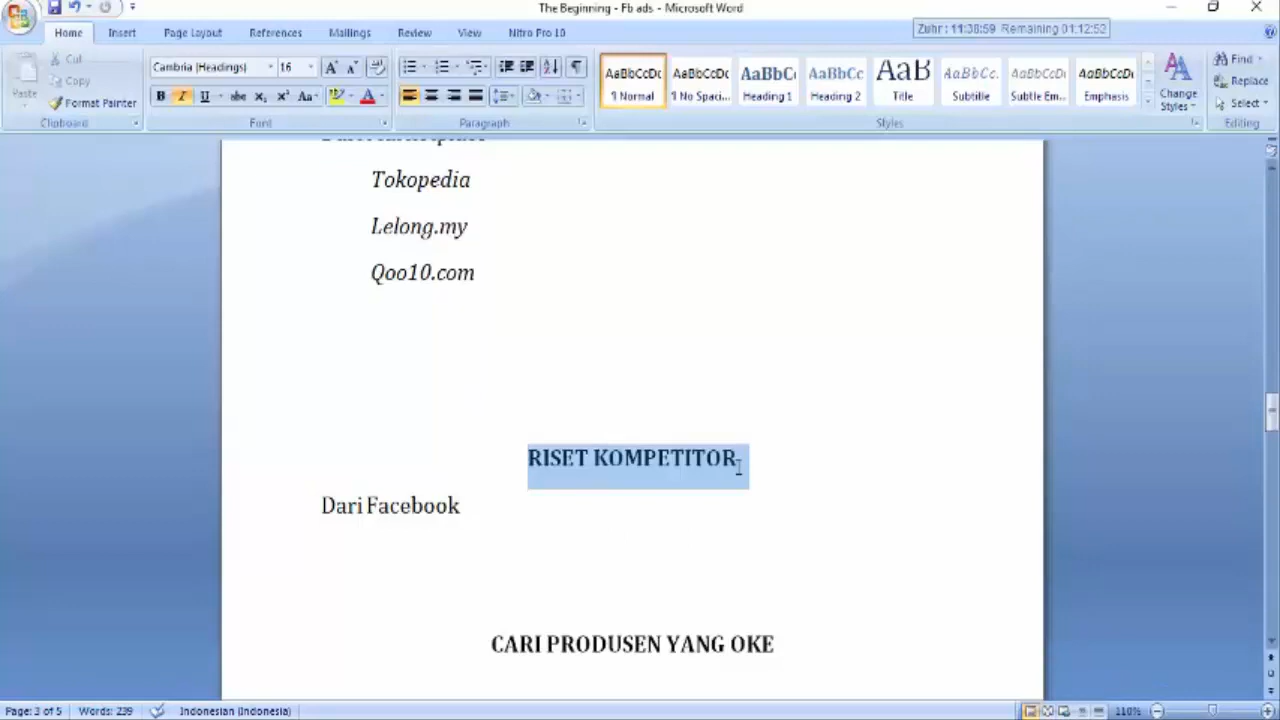 The Beginning - Fb ads - Microsoft Word
Zuhr : 11:38:59 Remaining 01:12:52
Home Insert Page Layout References Mailings Review View Nitro Pro 10
Paste
Cut
Copy
Format Painter
Clipboard
Cambria (Headings) 16
Font
Paragraph
AaBbCcDc AaBbCcDc AaBbC AaBbCc AaB AaBbCc. AaBbCcDi AaBbCcDi
¶ Normal ¶ No Spaci... Heading 1 Heading 2 Title Subtitle Subtle Em... Emphasis
Change Styles
Styles
Find
Replace
Select
Editing
Tokopedia
Lelong.my
Qoo10.com
RISET KOMPETITOR
Dari Facebook
CARI PRODUSEN YANG OKE
Page: 3 of 5 Words: 239 Indonesian (Indonesia) 110%